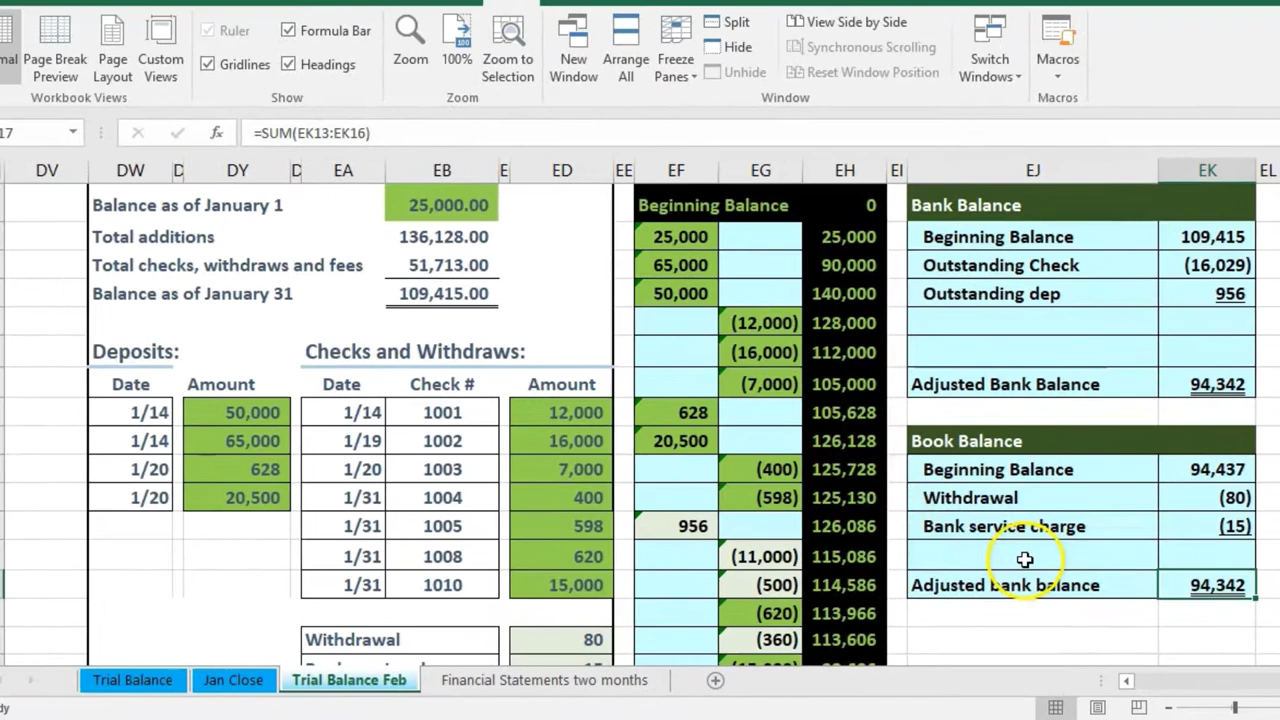 Ruler Formula Bar Split View Side by Side
Gridlines Headings Hide Synchronous Scrolling
Unhide Reset Window Position
Page Break Preview
Page Layout
Custom Views
Zoom
100%
Zoom to Selection
New Window
Arrange All
Freeze Panes
Switch Windows
Macros
Workbook Views Show Zoom Window Macros
17 fx =SUM(EK13:EK16)
DV DW D DY D EA EB E ED EE EF EG EH EI EJ EK EL
Balance as of January 1 25,000.00 Beginning Balance 0 Bank Balance
Total additions 136,128.00 25,000 25,000 Beginning Balance 109,415
Total checks, withdraws and fees 51,713.00 65,000 90,000 Outstanding Check (16,029)
Balance as of January 31 109,415.00 50,000 140,000 Outstanding dep 956
(12,000) 128,000
Deposits: Checks and Withdraws: (16,000) 112,000
Date Amount Date Check # Amount (7,000) 105,000 Adjusted Bank Balance 94,342
1/14 50,000 1/14 1001 12,000 628 105,628
1/14 65,000 1/19 1002 16,000 20,500 126,128 Book Balance
1/20 628 1/20 1003 7,000 (400) 125,728 Beginning Balance 94,437
1/20 20,500 1/31 1004 400 (598) 125,130 Withdrawal (80)
1/31 1005 598 956 126,086 Bank service charge (15)
1/31 1008 620 (11,000) 115,086
1/31 1010 15,000 (500) 114,586 Adjusted bank balance 94,342
(620) 113,966
Withdrawal 80 (360) 113,606
Trial Balance Jan Close Trial Balance Feb Financial Statements two months